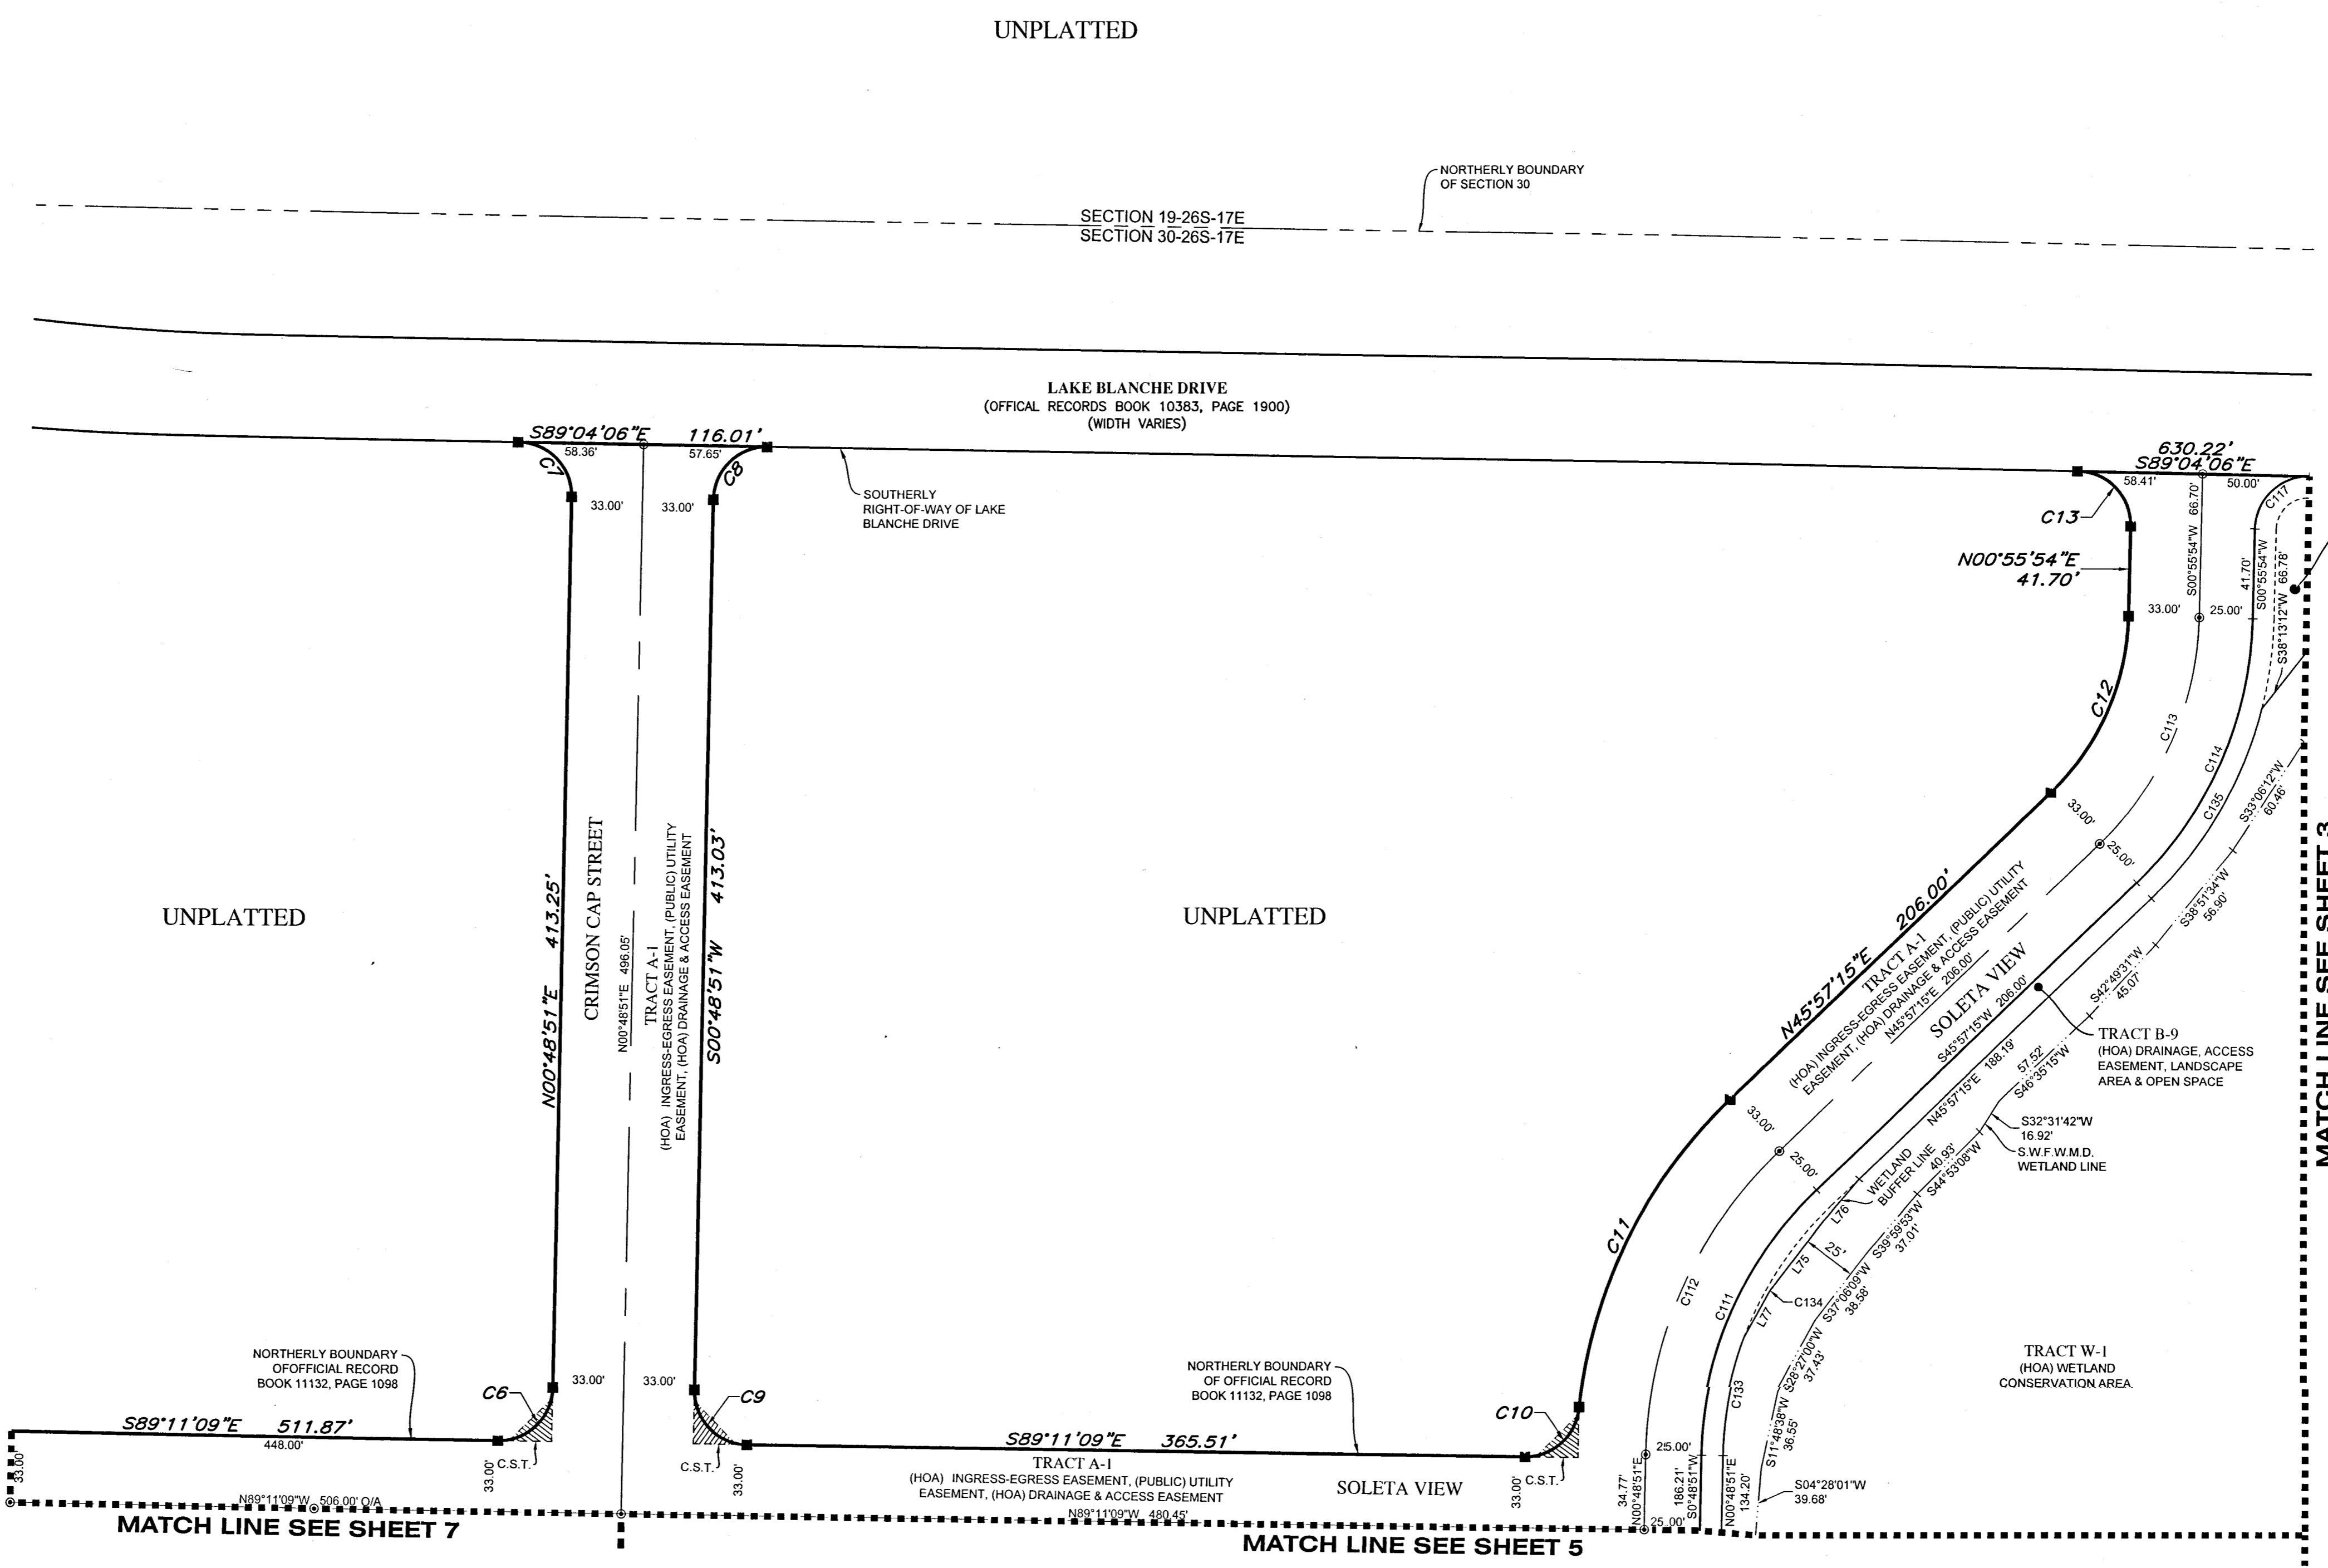 UNPLATTED
NORTHERLY BOUNDARY
OF SECTION 30
SECTION 19-26S-17E
SECTION 30-26S-17E
LAKE BLANCHE DRIVE
(OFFICAL RECORDS BOOK 10383, PAGE 1900)
(WIDTH VARIES)
S89°04'06"E 116.01'
58.36'
57.65'
C7
C8
33.00'
33.00'
SOUTHERLY
RIGHT-OF-WAY OF LAKE
BLANCHE DRIVE
630.22'
S89°04'06"E
58.41'
50.00'
C13
C117
N00°55'54"E
41.70'
S00°55'54"W 66.70'
41.70'
S00°55'54"W
S38°13'12"W 66.78'
33.00'
25.00'
C12
C113
C114
C135
S33°06'12"W
60.46'
33.00'
25.00'
S38°51'34"W
56.90'
MATCH LINE SEE SHEET 3
UNPLATTED
N00°48'51"E 413.25'
CRIMSON CAP STREET
N00°48'51"E 496.05'
TRACT A-1
(HOA) INGRESS-EGRESS EASEMENT, (PUBLIC) UTILITY
EASEMENT, (HOA) DRAINAGE & ACCESS EASEMENT
S00°48'51"W 413.03'
UNPLATTED
N45°57'15"E 206.00'
TRACT A-1
(HOA) INGRESS-EGRESS EASEMENT, (PUBLIC) UTILITY
EASEMENT, (HOA) DRAINAGE & ACCESS EASEMENT
N45°57'15"E 206.00'
SOLETA VIEW
S45°57'15"W 206.00'
N45°57'15"E 188.19'
S42°49'31"W
45.07'
57.52'
S46°35'15"W
TRACT B-9
(HOA) DRAINAGE, ACCESS
EASEMENT, LANDSCAPE
AREA & OPEN SPACE
S32°31'42"W
16.92'
S.W.F.W.M.D.
WETLAND LINE
33.00'
25.00'
WETLAND
BUFFER LINE
40.93'
S44°53'08"W
L76
S39°59'53"W
37.01'
25'
L75
C11
C112
C111
C134
L77
S37°06'09"W
38.58'
S28°27'00"W
37.43'
C133
S11°48'38"W
36.55'
S04°28'01"W
39.68'
TRACT W-1
(HOA) WETLAND
CONSERVATION AREA
NORTHERLY BOUNDARY
OFOFFICIAL RECORD
BOOK 11132, PAGE 1098
C6
33.00'
33.00'
C9
NORTHERLY BOUNDARY
OF OFFICIAL RECORD
BOOK 11132, PAGE 1098
C10
S89°11'09"E 511.87'
448.00'
33.00'
33.00'
C.S.T.
C.S.T.
33.00'
S89°11'09"E 365.51'
TRACT A-1
(HOA) INGRESS-EGRESS EASEMENT, (PUBLIC) UTILITY
EASEMENT, (HOA) DRAINAGE & ACCESS EASEMENT
SOLETA VIEW
33.00'
C.S.T.
25.00'
34.77'
N00°48'51"E
186.21'
S0°48'51"W
N00°48'51"E
134.20'
25.00'
N89°11'09"W 506.00' O/A
N89°11'09"W 480.45'
MATCH LINE SEE SHEET 7
MATCH LINE SEE SHEET 5